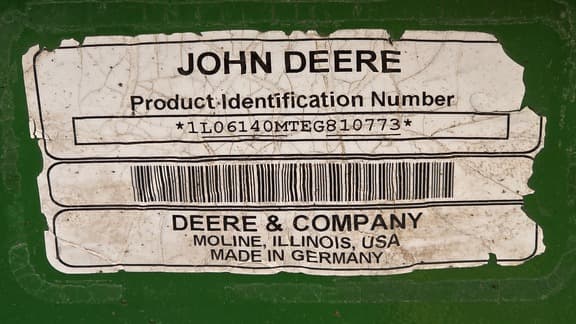 JOHN DEERE
Product Identification Number
*1L06140MTEG810773*
DEERE & COMPANY
MOLINE, ILLINOIS, USA
MADE IN GERMANY